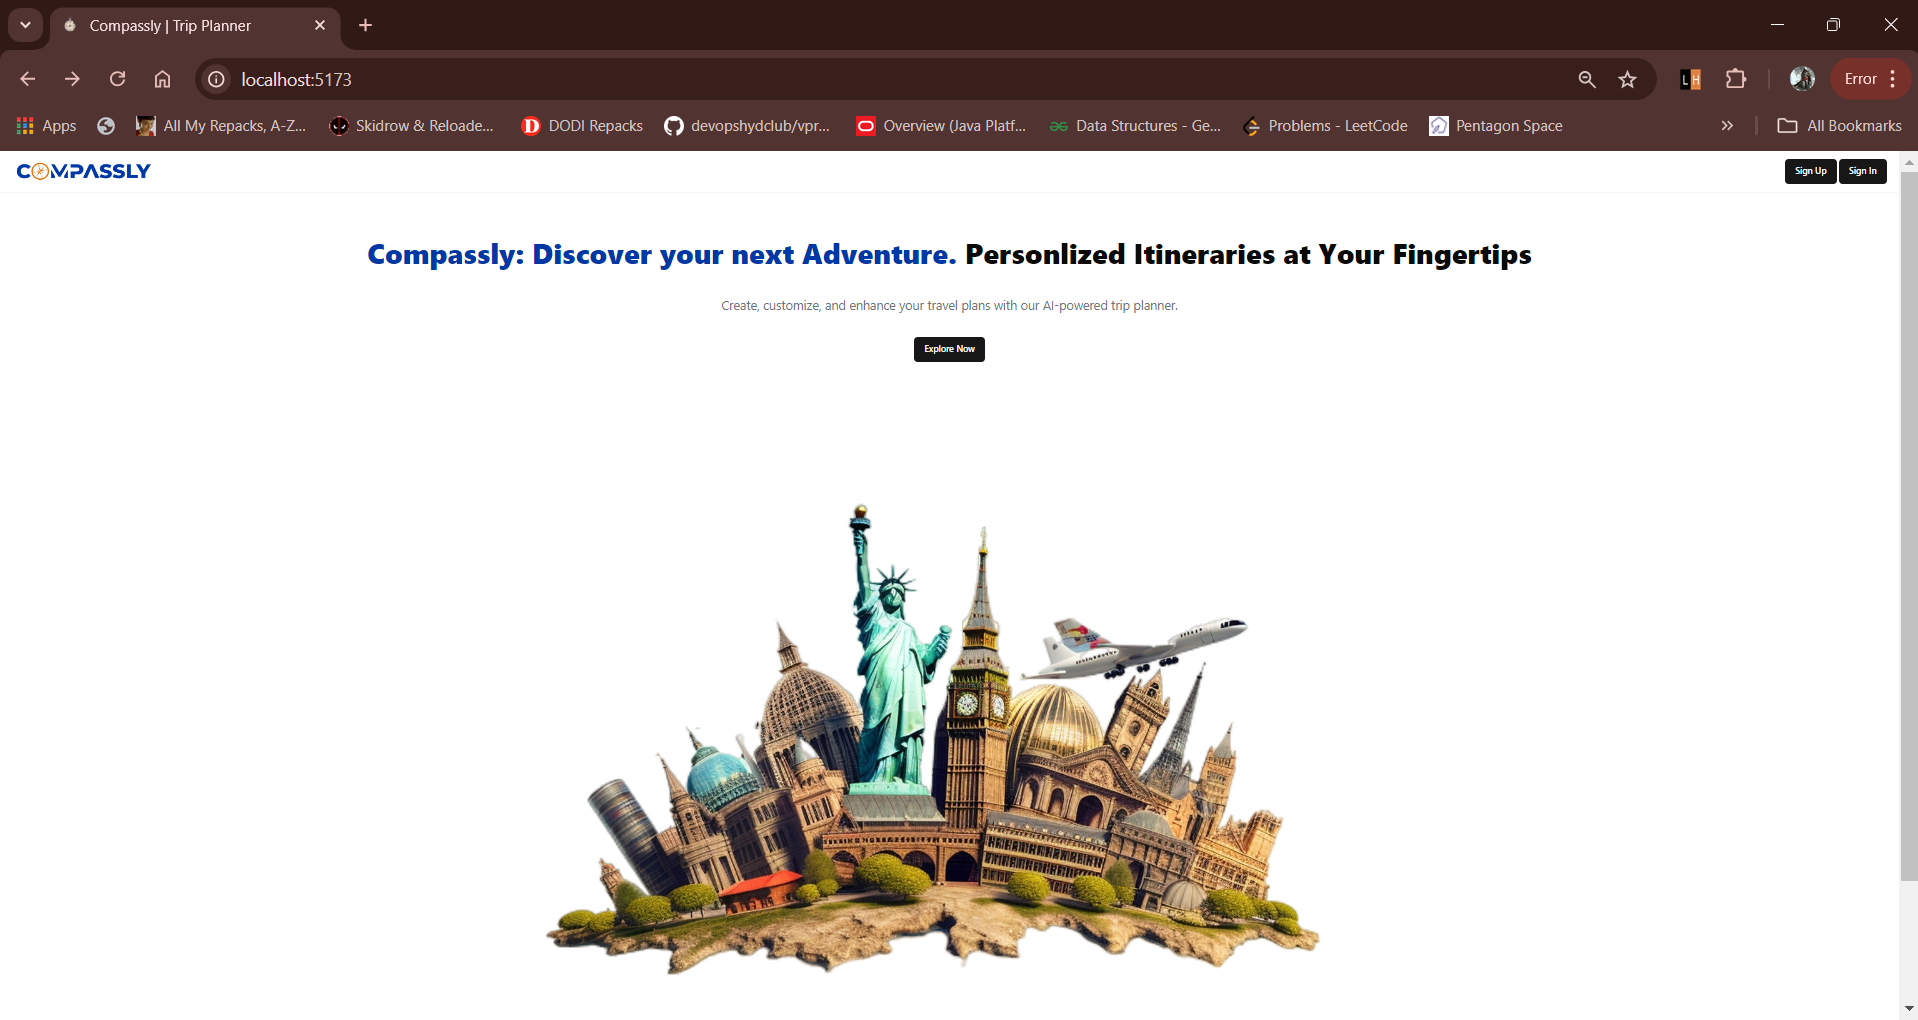 Compassly | Trip Planner
localhost:5173
LH
Error
Apps
All My Repacks, A-Z...
Skidrow & Reloade...
DODI Repacks
devopshydclub/vpr...
Overview (Java Platf...
Data Structures - Ge...
Problems - LeetCode
Pentagon Space
All Bookmarks
COMPASSLY
Sign Up
Sign In
Compassly: Discover your next Adventure. Personlized Itineraries at Your Fingertips
Create, customize, and enhance your travel plans with our AI-powered trip planner.
Explore Now